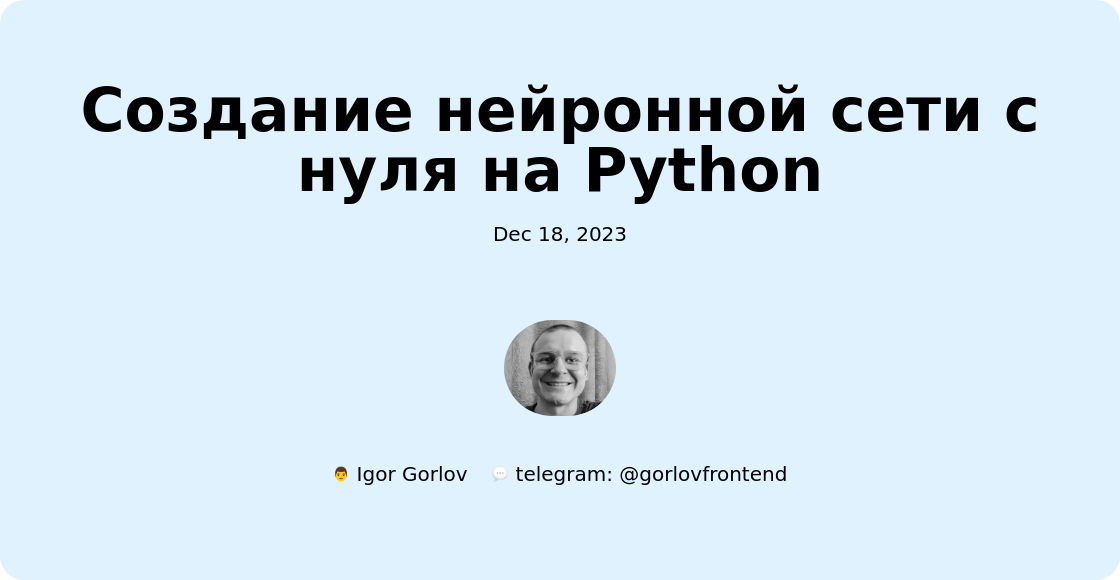 Создание нейронной сети с
нуля на Python
Dec 18, 2023
Igor Gorlov telegram: @gorlovfrontend